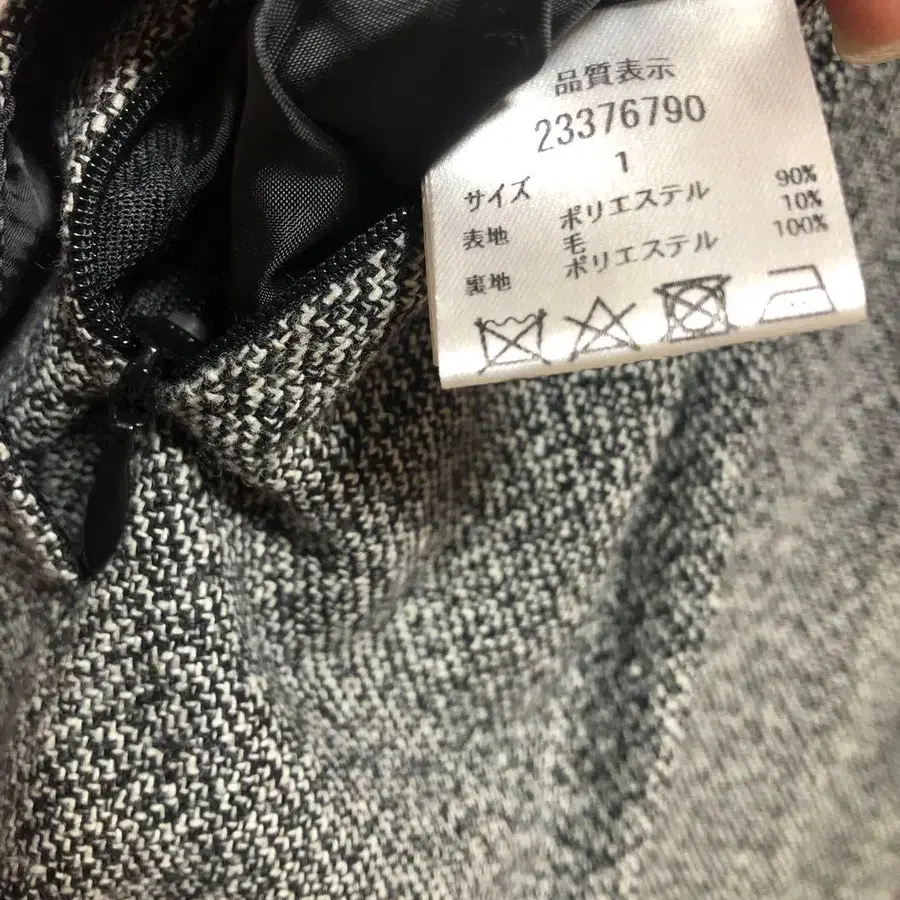 品質表示
23376790
サイズ 1
表地 ポリエステル 90%
毛 10%
裏地 ポリエステル 100%